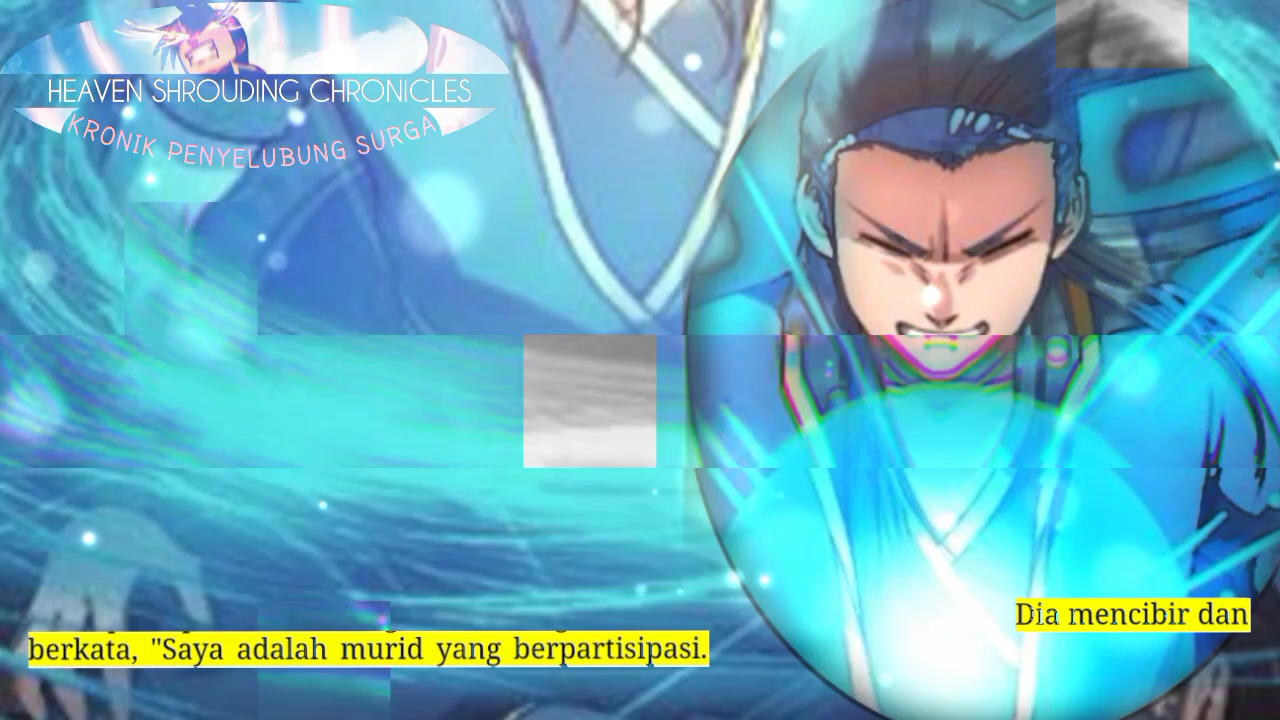 HEAVEN SHROUDING CHRONICLES
KRONIK PENYELUBUNG SURGA
Dia mencibir dan
berkata, "Saya adalah murid yang berpartisipasi.